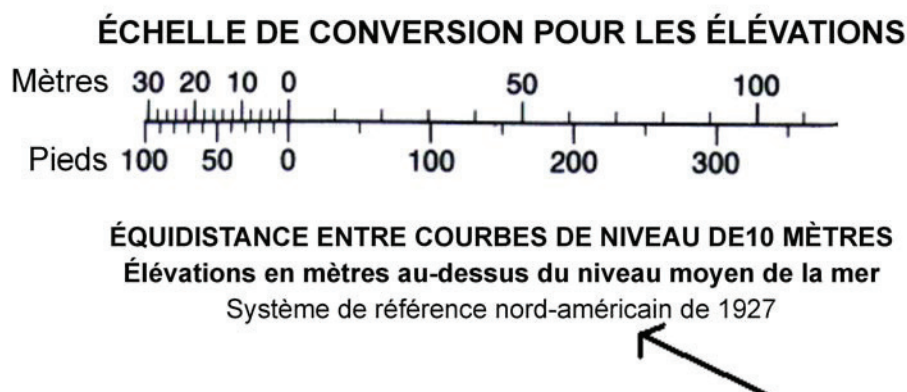 ÉCHELLE DE CONVERSION POUR LES ÉLÉVATIONS
Mètres 30 20 10 0 50 100
Pieds 100 50 0 100 200 300
ÉQUIDISTANCE ENTRE COURBES DE NIVEAU DE10 MÈTRES
Élévations en mètres au-dessus du niveau moyen de la mer
Système de référence nord-américain de 1927